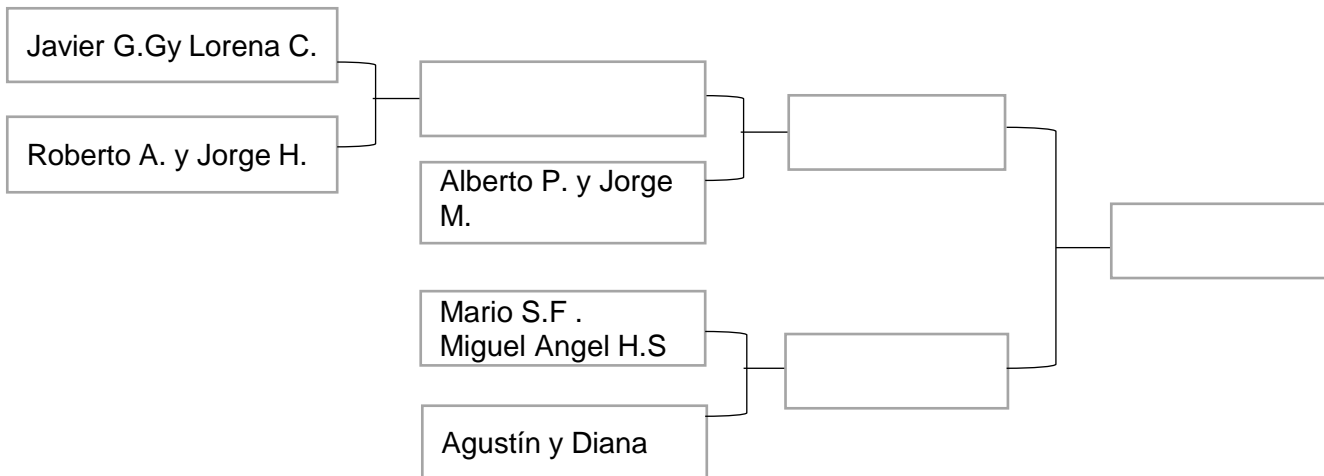 Javier G.Gy Lorena C.
Roberto A. y Jorge H.
Alberto P. y Jorge
M.
Mario S.F .
Miguel Angel H.S
Agustín y Diana